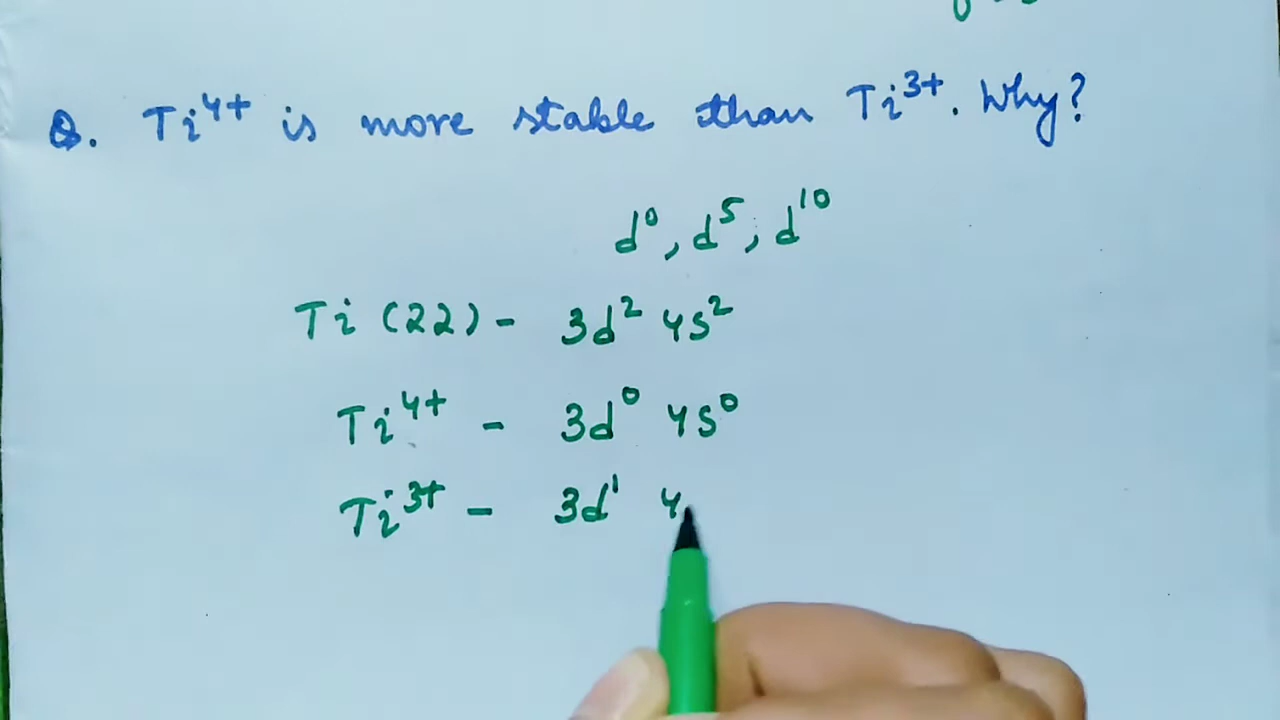 Q. Ti⁴⁺ is more stable than Ti³⁺. Why?
d⁰, d⁵, d¹⁰
Ti (22) - 3d² 4s²
Ti⁴⁺ - 3d⁰ 4s⁰
Ti³⁺ - 3d¹ 4